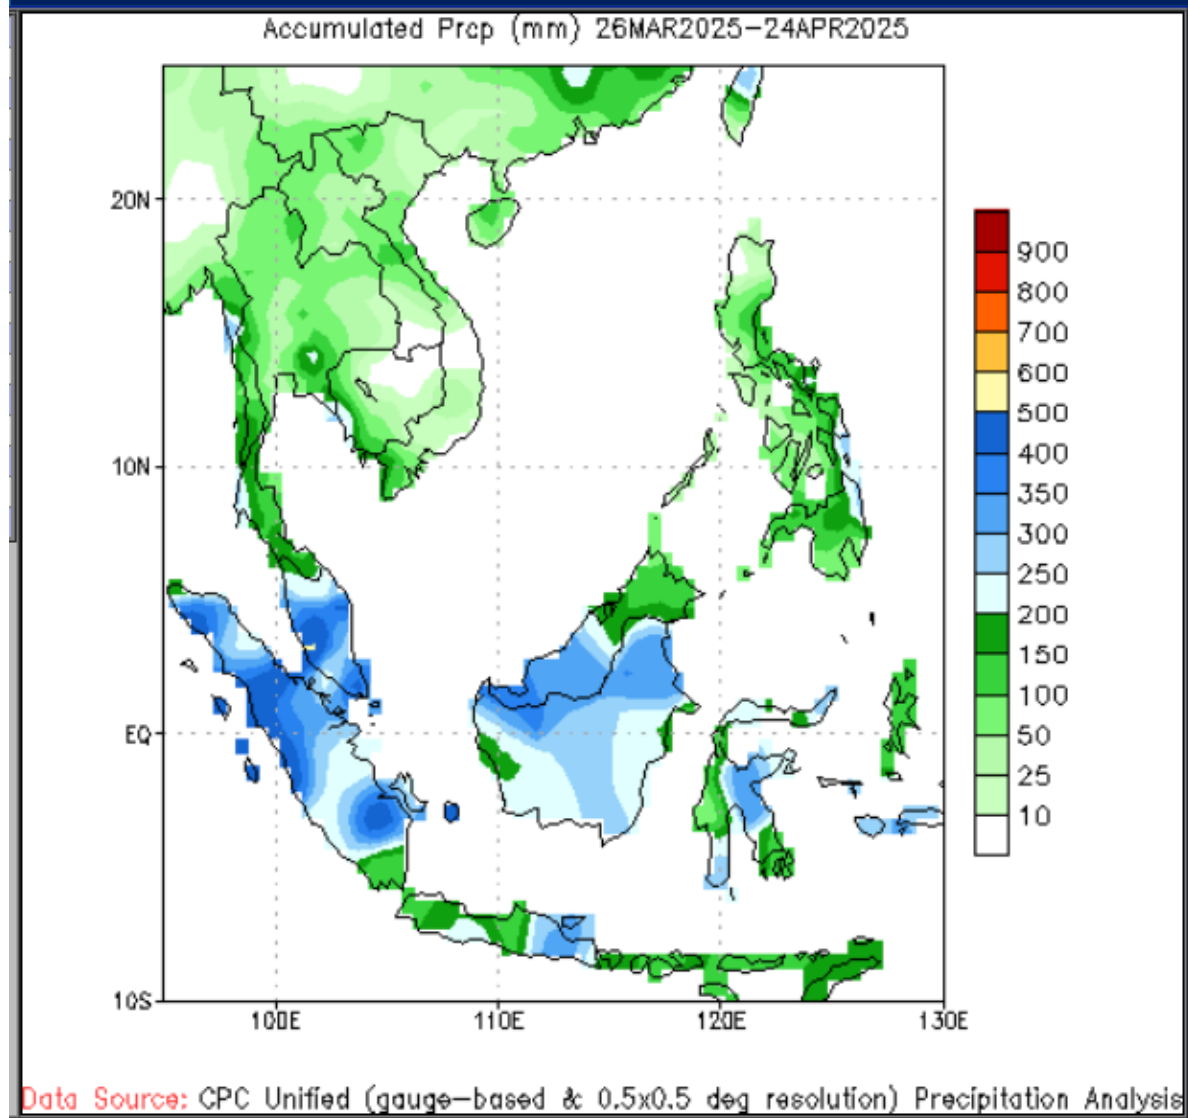 Accumulated Prcp (mm) 26MAR2025-24APR2025
20N
10N
EQ
10S
100E 110E 120E 130E
900
800
700
600
500
400
350
300
250
200
150
100
50
25
10
Data Source: CPC Unified (gauge-based & 0.5x0.5 deg resolution) Precipitation Analysis